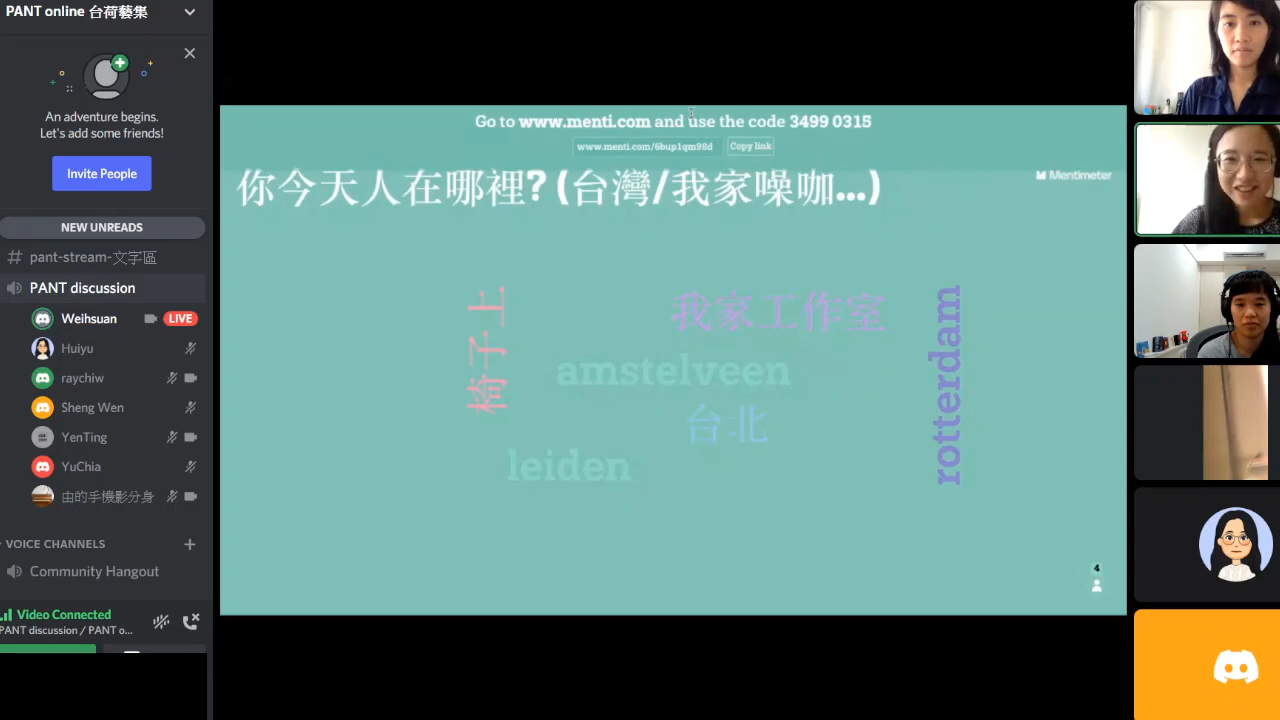 PANT online 台荷藝集
An adventure begins.
Let's add some friends!
Invite People
NEW UNREADS
# pant-stream-文字區
PANT discussion
Weihsuan LIVE
Huiyu
raychiw
Sheng Wen
YenTing
YuChia
由的手機影分身
VOICE CHANNELS
Community Hangout
Video Connected
PANT discussion / PANT o...
Go to www.menti.com and use the code 3499 0315
www.menti.com/6bup1qm98d Copy link
你今天人在哪裡? (台灣/我家噪咖...)
Mentimeter
椅子上
我家工作室
amstelveen
台北
leiden
rotterdam
4